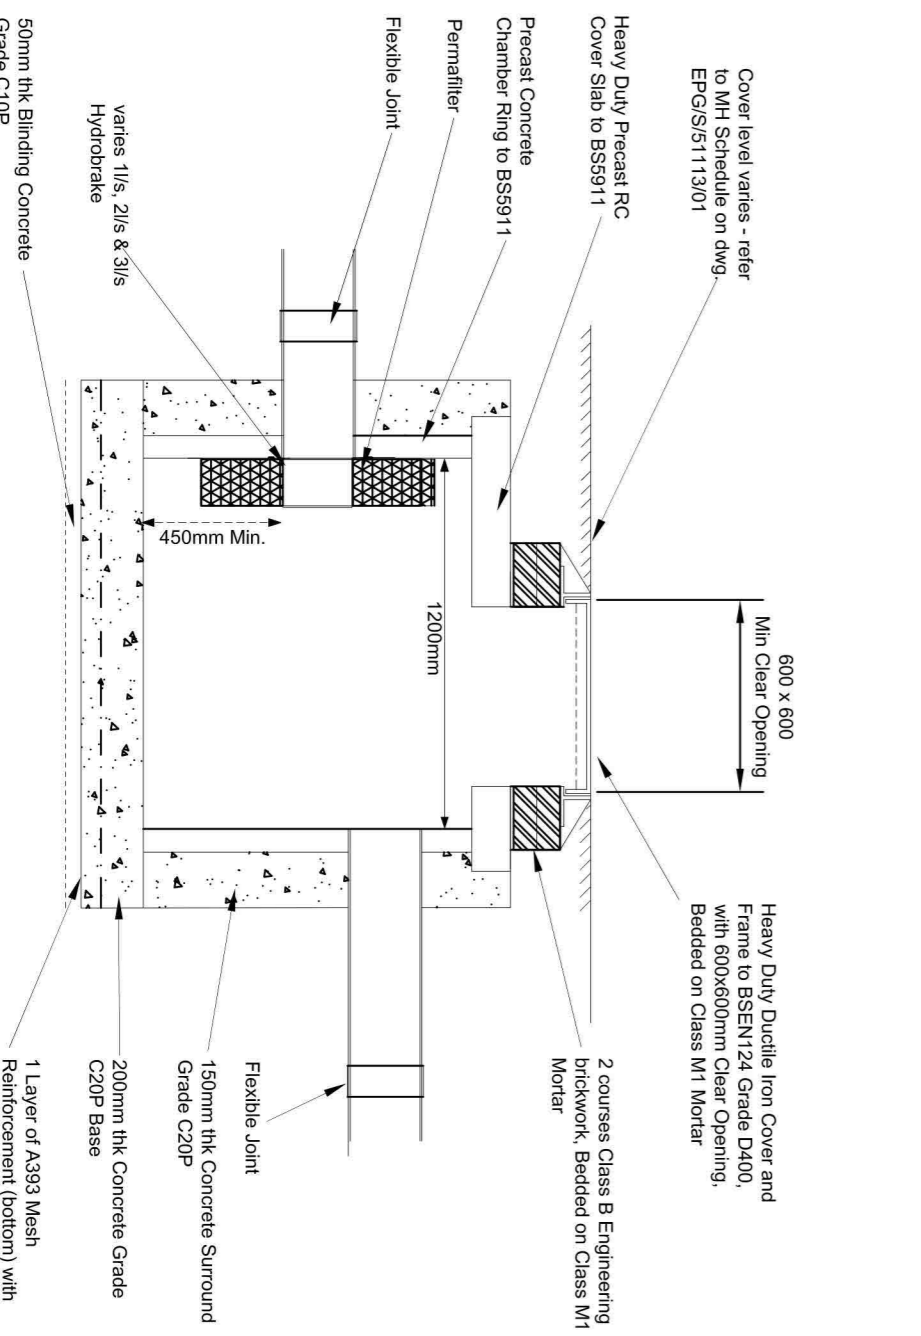 600 x 600
Min Clear Opening
Cover level varies - refer
to MH Schedule on dwg.
EPG/S/51113/01
Heavy Duty Precast RC
Cover Slab to BS5911
Precast Concrete
Chamber Ring to BS5911
Permafilter
Flexible Joint
varies 1l/s, 2l/s & 3l/s
Hydrobrake
50mm thk Blinding Concrete
Grade C10P
1200mm
450mm Min.
Heavy Duty Ductile Iron Cover and
Frame to BSEN124 Grade D400,
with 600x600mm Clear Opening,
Bedded on Class M1 Mortar
2 courses Class B Engineering
brickwork, Bedded on Class M1
Mortar
Flexible Joint
150mm thk Concrete Surround
Grade C20P
200mm thk Concrete Grade
C20P Base
1 Layer of A393 Mesh
Reinforcement (bottom) with